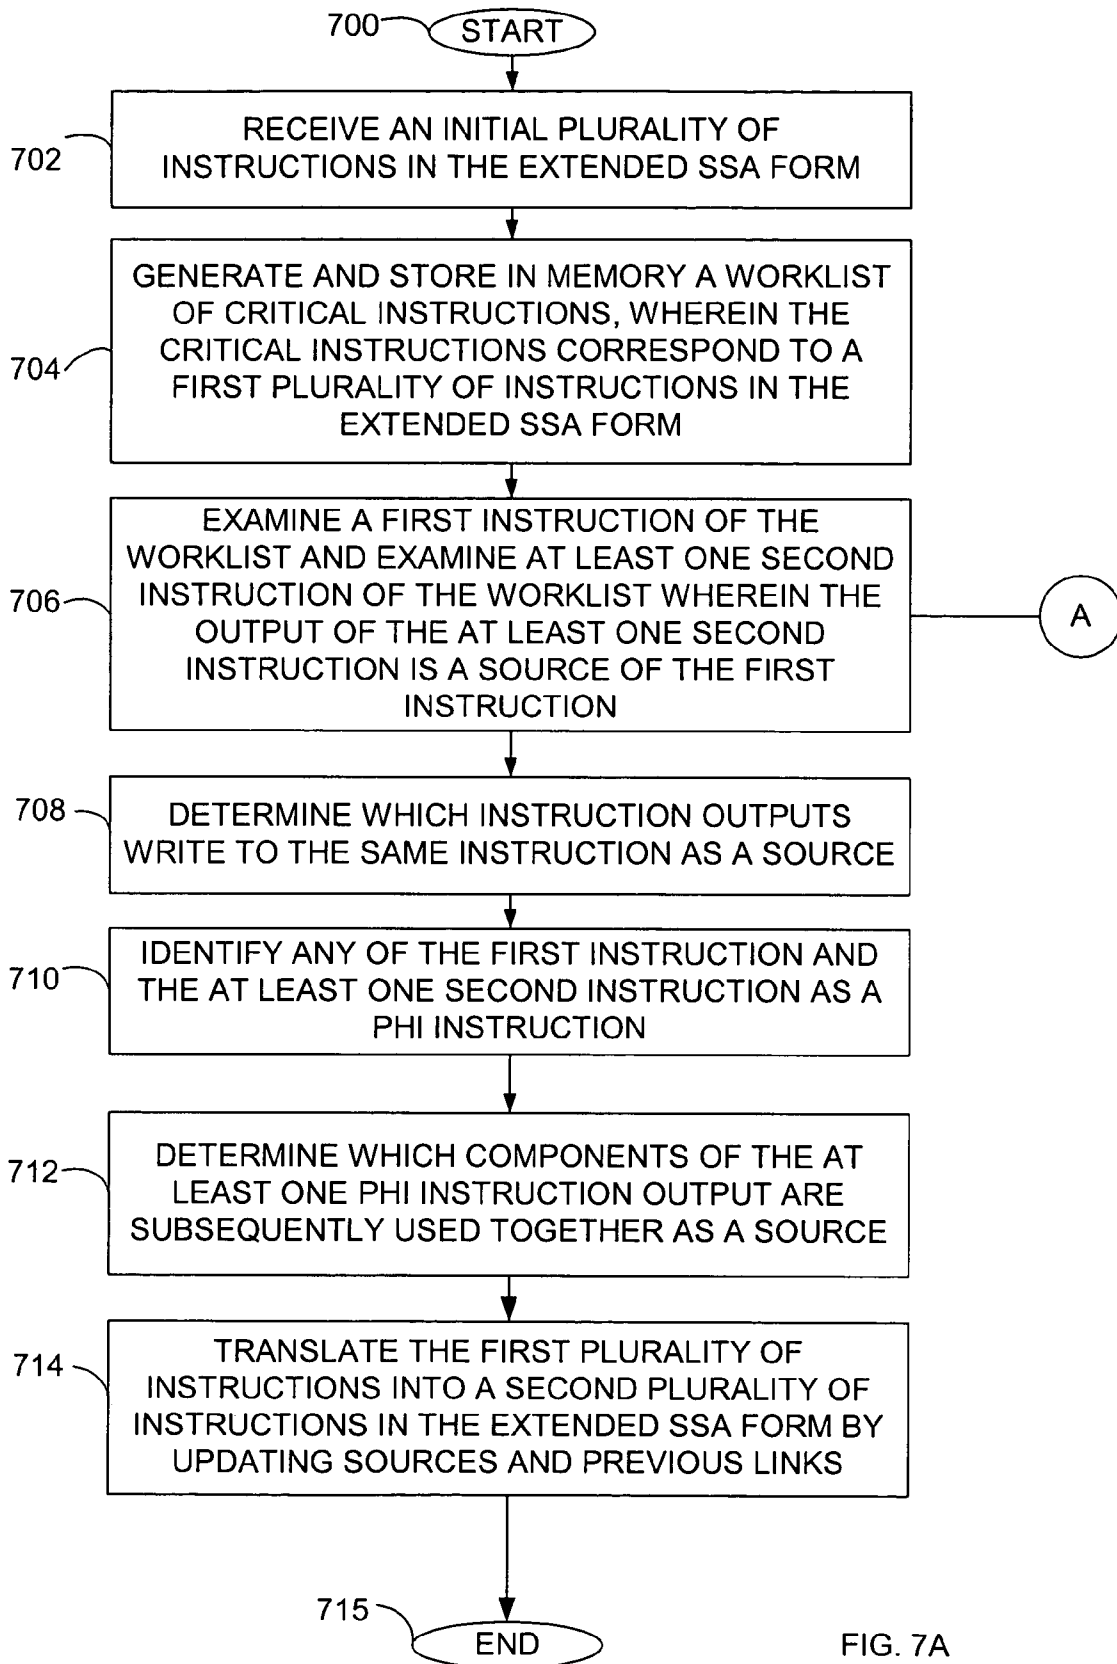 700 START
RECEIVE AN INITIAL PLURALITY OF
INSTRUCTIONS IN THE EXTENDED SSA FORM
702
GENERATE AND STORE IN MEMORY A WORKLIST
OF CRITICAL INSTRUCTIONS, WHEREIN THE
CRITICAL INSTRUCTIONS CORRESPOND TO A
FIRST PLURALITY OF INSTRUCTIONS IN THE
EXTENDED SSA FORM
704
EXAMINE A FIRST INSTRUCTION OF THE
WORKLIST AND EXAMINE AT LEAST ONE SECOND
INSTRUCTION OF THE WORKLIST WHEREIN THE
OUTPUT OF THE AT LEAST ONE SECOND
INSTRUCTION IS A SOURCE OF THE FIRST
INSTRUCTION
706
A
708
DETERMINE WHICH INSTRUCTION OUTPUTS
WRITE TO THE SAME INSTRUCTION AS A SOURCE
710
IDENTIFY ANY OF THE FIRST INSTRUCTION AND
THE AT LEAST ONE SECOND INSTRUCTION AS A
PHI INSTRUCTION
712
DETERMINE WHICH COMPONENTS OF THE AT
LEAST ONE PHI INSTRUCTION OUTPUT ARE
SUBSEQUENTLY USED TOGETHER AS A SOURCE
714
TRANSLATE THE FIRST PLURALITY OF
INSTRUCTIONS INTO A SECOND PLURALITY OF
INSTRUCTIONS IN THE EXTENDED SSA FORM BY
UPDATING SOURCES AND PREVIOUS LINKS
715
END
FIG. 7A